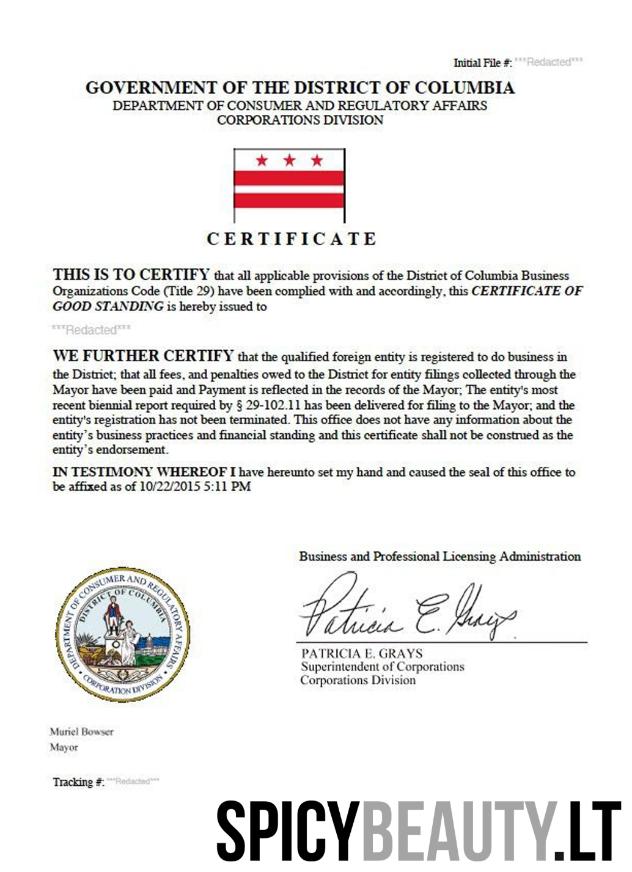 Initial File #: ***Redacted***
GOVERNMENT OF THE DISTRICT OF COLUMBIA
DEPARTMENT OF CONSUMER AND REGULATORY AFFAIRS
CORPORATIONS DIVISION
CERTIFICATE
THIS IS TO CERTIFY that all applicable provisions of the District of Columbia Business
Organizations Code (Title 29) have been complied with and accordingly, this CERTIFICATE OF
GOOD STANDING is hereby issued to
***Redacted***
WE FURTHER CERTIFY that the qualified foreign entity is registered to do business in
the District; that all fees, and penalties owed to the District for entity filings collected through the
Mayor have been paid and Payment is reflected in the records of the Mayor; The entity's most
recent biennial report required by § 29-102.11 has been delivered for filing to the Mayor; and the
entity's registration has not been terminated. This office does not have any information about the
entity's business practices and financial standing and this certificate shall not be construed as the
entity's endorsement.
IN TESTIMONY WHEREOF I have hereunto set my hand and caused the seal of this office to
be affixed as of 10/22/2015 5:11 PM
Business and Professional Licensing Administration
DEPARTMENT OF CONSUMER AND REGULATORY AFFAIRS
DISTRICT OF COLUMBIA
CORPORATION DIVISION
Patricia E. Grays
PATRICIA E. GRAYS
Superintendent of Corporations
Corporations Division
Muriel Bowser
Mayor
Tracking #: ***Redacted***
SPICYBEAUTY.LT